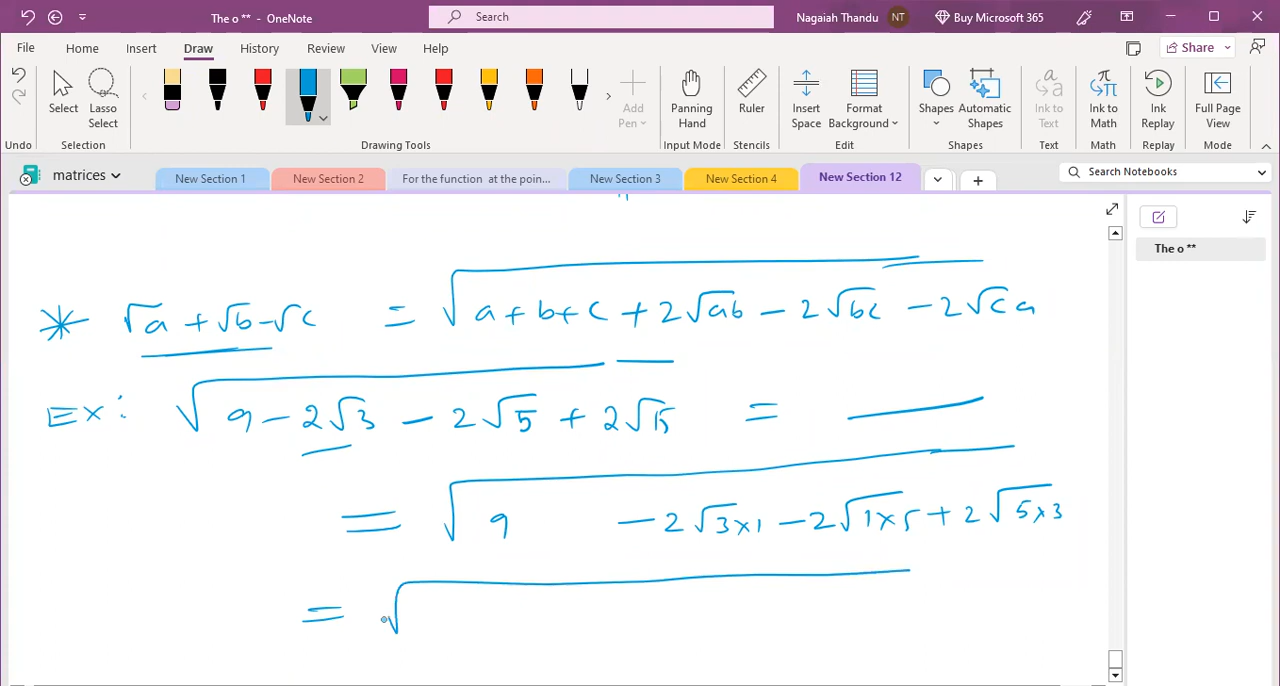 The o ** - OneNote
Search
Nagaiah Thandu NT
Buy Microsoft 365
File Home Insert Draw History Review View Help
Share
Select
Lasso Select
Add Pen
Panning Hand
Ruler
Insert Space
Format Background
Shapes
Automatic Shapes
Ink to Text
Ink to Math
Ink Replay
Full Page View
Undo Selection Drawing Tools Input Mode Stencils Edit Shapes Text Math Replay Mode
matrices
New Section 1 New Section 2 For the function at the poin... New Section 3 New Section 4 New Section 12
Search Notebooks
The o **
* √a + √b - √c = √(a + b + c + 2√ab - 2√bc - 2√ca
Ex: √(9 - 2√3 - 2√5 + 2√15 = ___
= √(9 - 2√3×1 - 2√1×5 + 2√5×3
= √